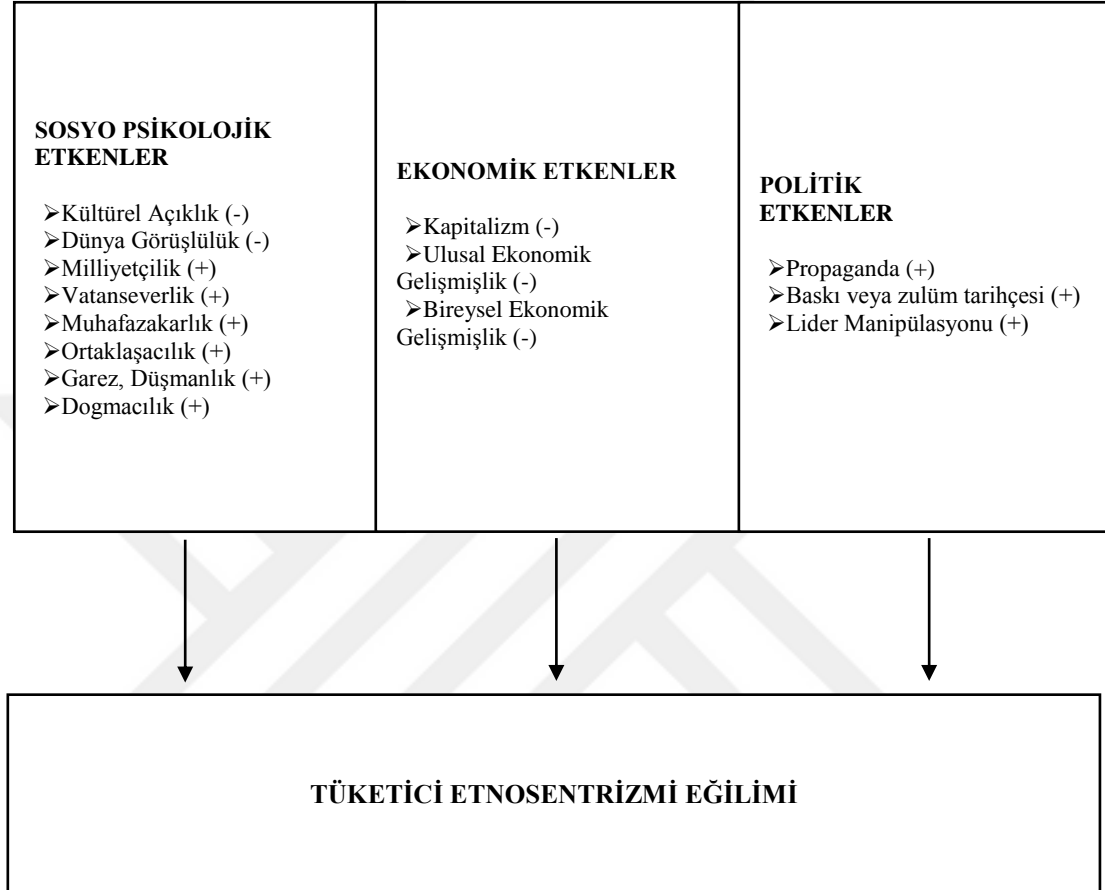 SOSYO PSİKOLOJİK
ETKENLER
➢Kültürel Açıklık (-)
➢Dünya Görüşlülük (-)
➢Milliyetçilik (+)
➢Vatanseverlik (+)
➢Muhafazakarlık (+)
➢Ortaklaşacılık (+)
➢Garez, Düşmanlık (+)
➢Dogmacılık (+)
EKONOMİK ETKENLER
➢Kapitalizm (-)
➢Ulusal Ekonomik
Gelişmişlik (-)
➢Bireysel Ekonomik
Gelişmişlik (-)
POLİTİK
ETKENLER
➢Propaganda (+)
➢Baskı veya zulüm tarihçesi (+)
➢Lider Manipülasyonu (+)
TÜKETİCİ ETNOSENTRİZMİ EĞİLİMİ